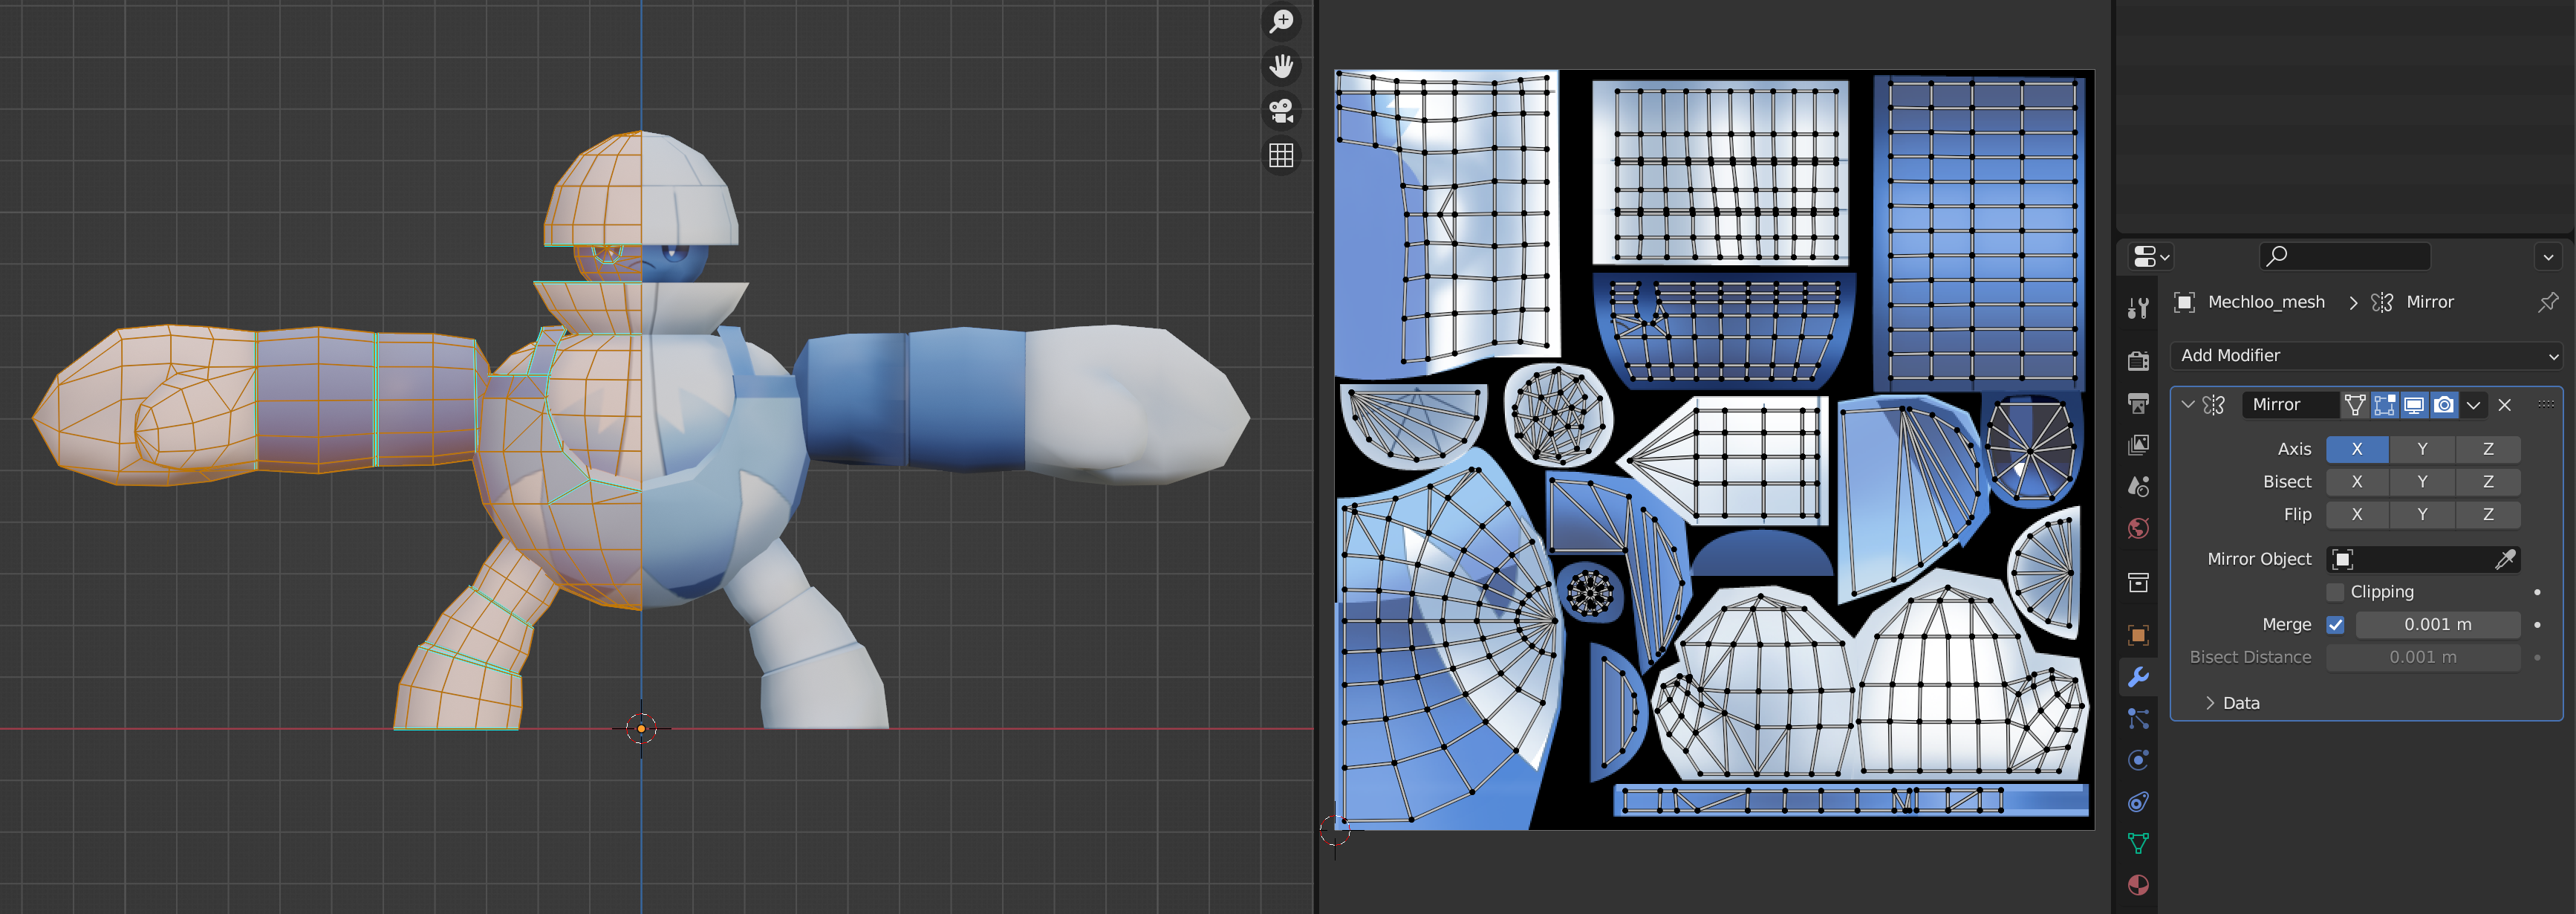 Mechloo_mesh > Mirror
Add Modifier
Mirror
Axis X Y Z
Bisect X Y Z
Flip X Y Z
Mirror Object
Clipping
Merge 0.001 m
Bisect Distance 0.001 m
Data